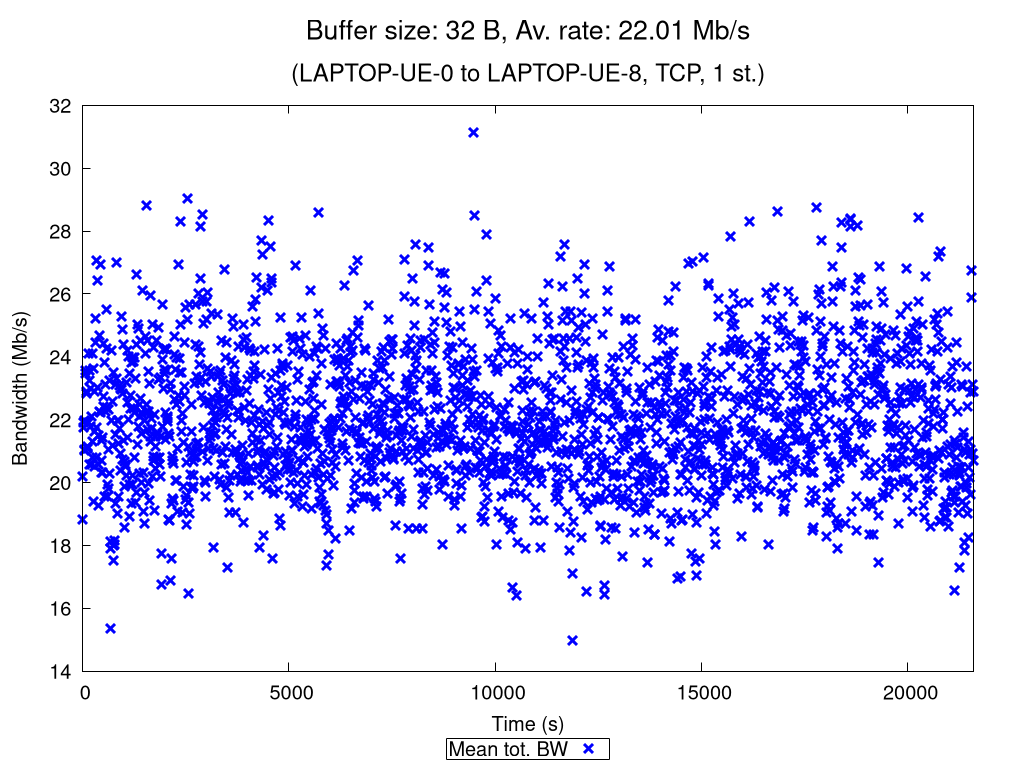 Buffer size: 32 B, Av. rate: 22.01 Mb/s
(LAPTOP-UE-0 to LAPTOP-UE-8, TCP, 1 st.)
32
30
28
26
24
22
20
18
16
14
Bandwidth (Mb/s)
0 5000 10000 15000 20000
Time (s)
Mean tot. BW